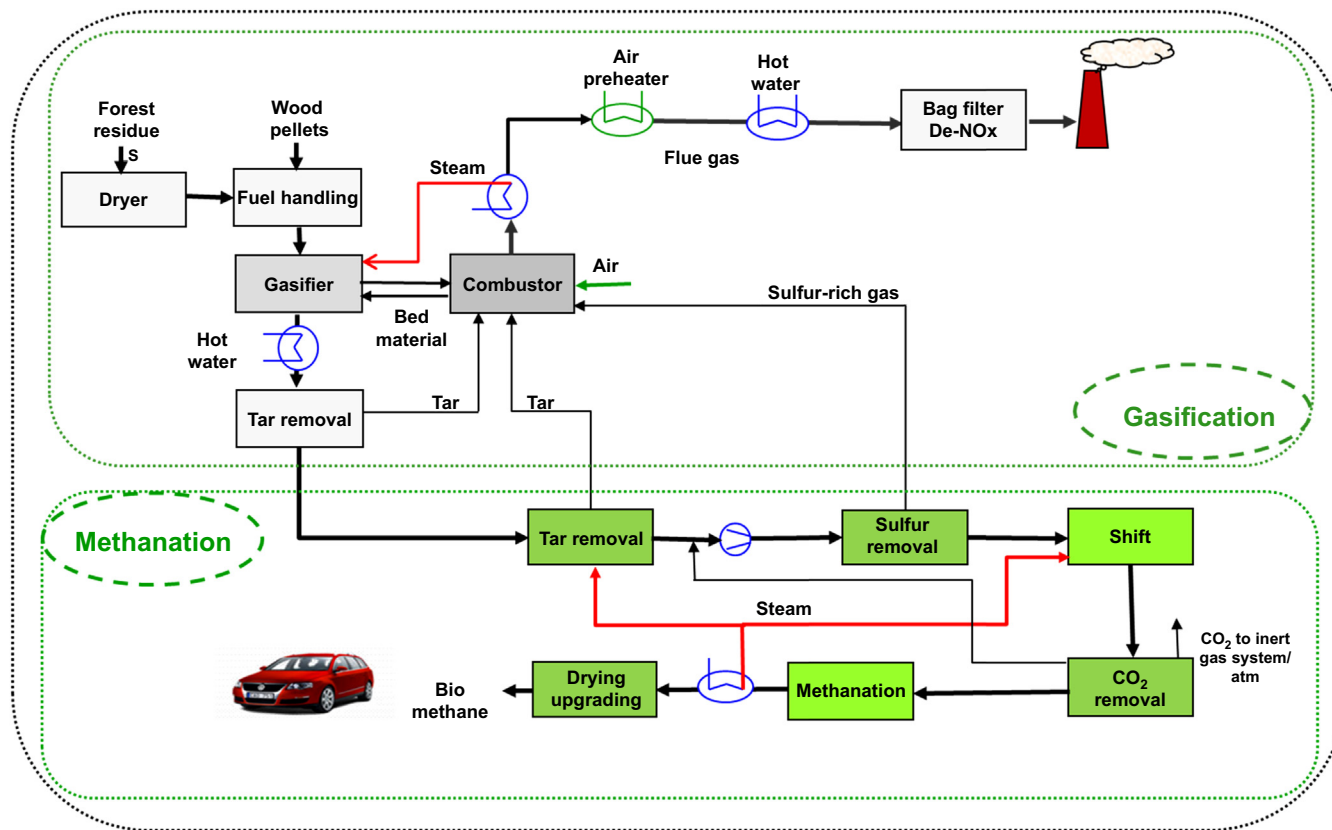 Air
preheater
Hot
water
Forest
residue
S
Wood
pellets
Bag filter
De-NOx
Flue gas
Steam
Dryer
Fuel handling
Gasifier
Combustor
Air
Sulfur-rich gas
Bed
material
Hot
water
Tar removal
Tar
Tar
Gasification
Methanation
Tar removal
Sulfur
removal
Shift
Steam
CO₂ to inert
gas system/
atm
Bio
methane
Drying
upgrading
Methanation
CO₂
removal